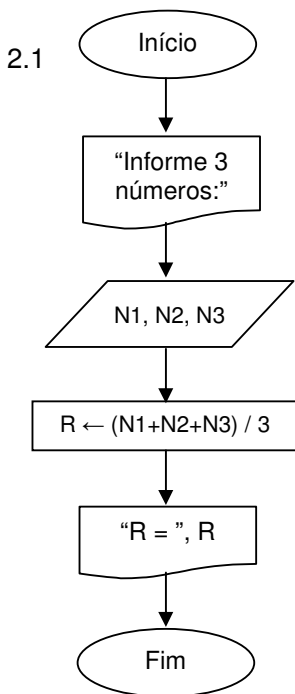 2.1
Início
“Informe 3
números:”
N1, N2, N3
R ← (N1+N2+N3) / 3
“R = ”, R
Fim